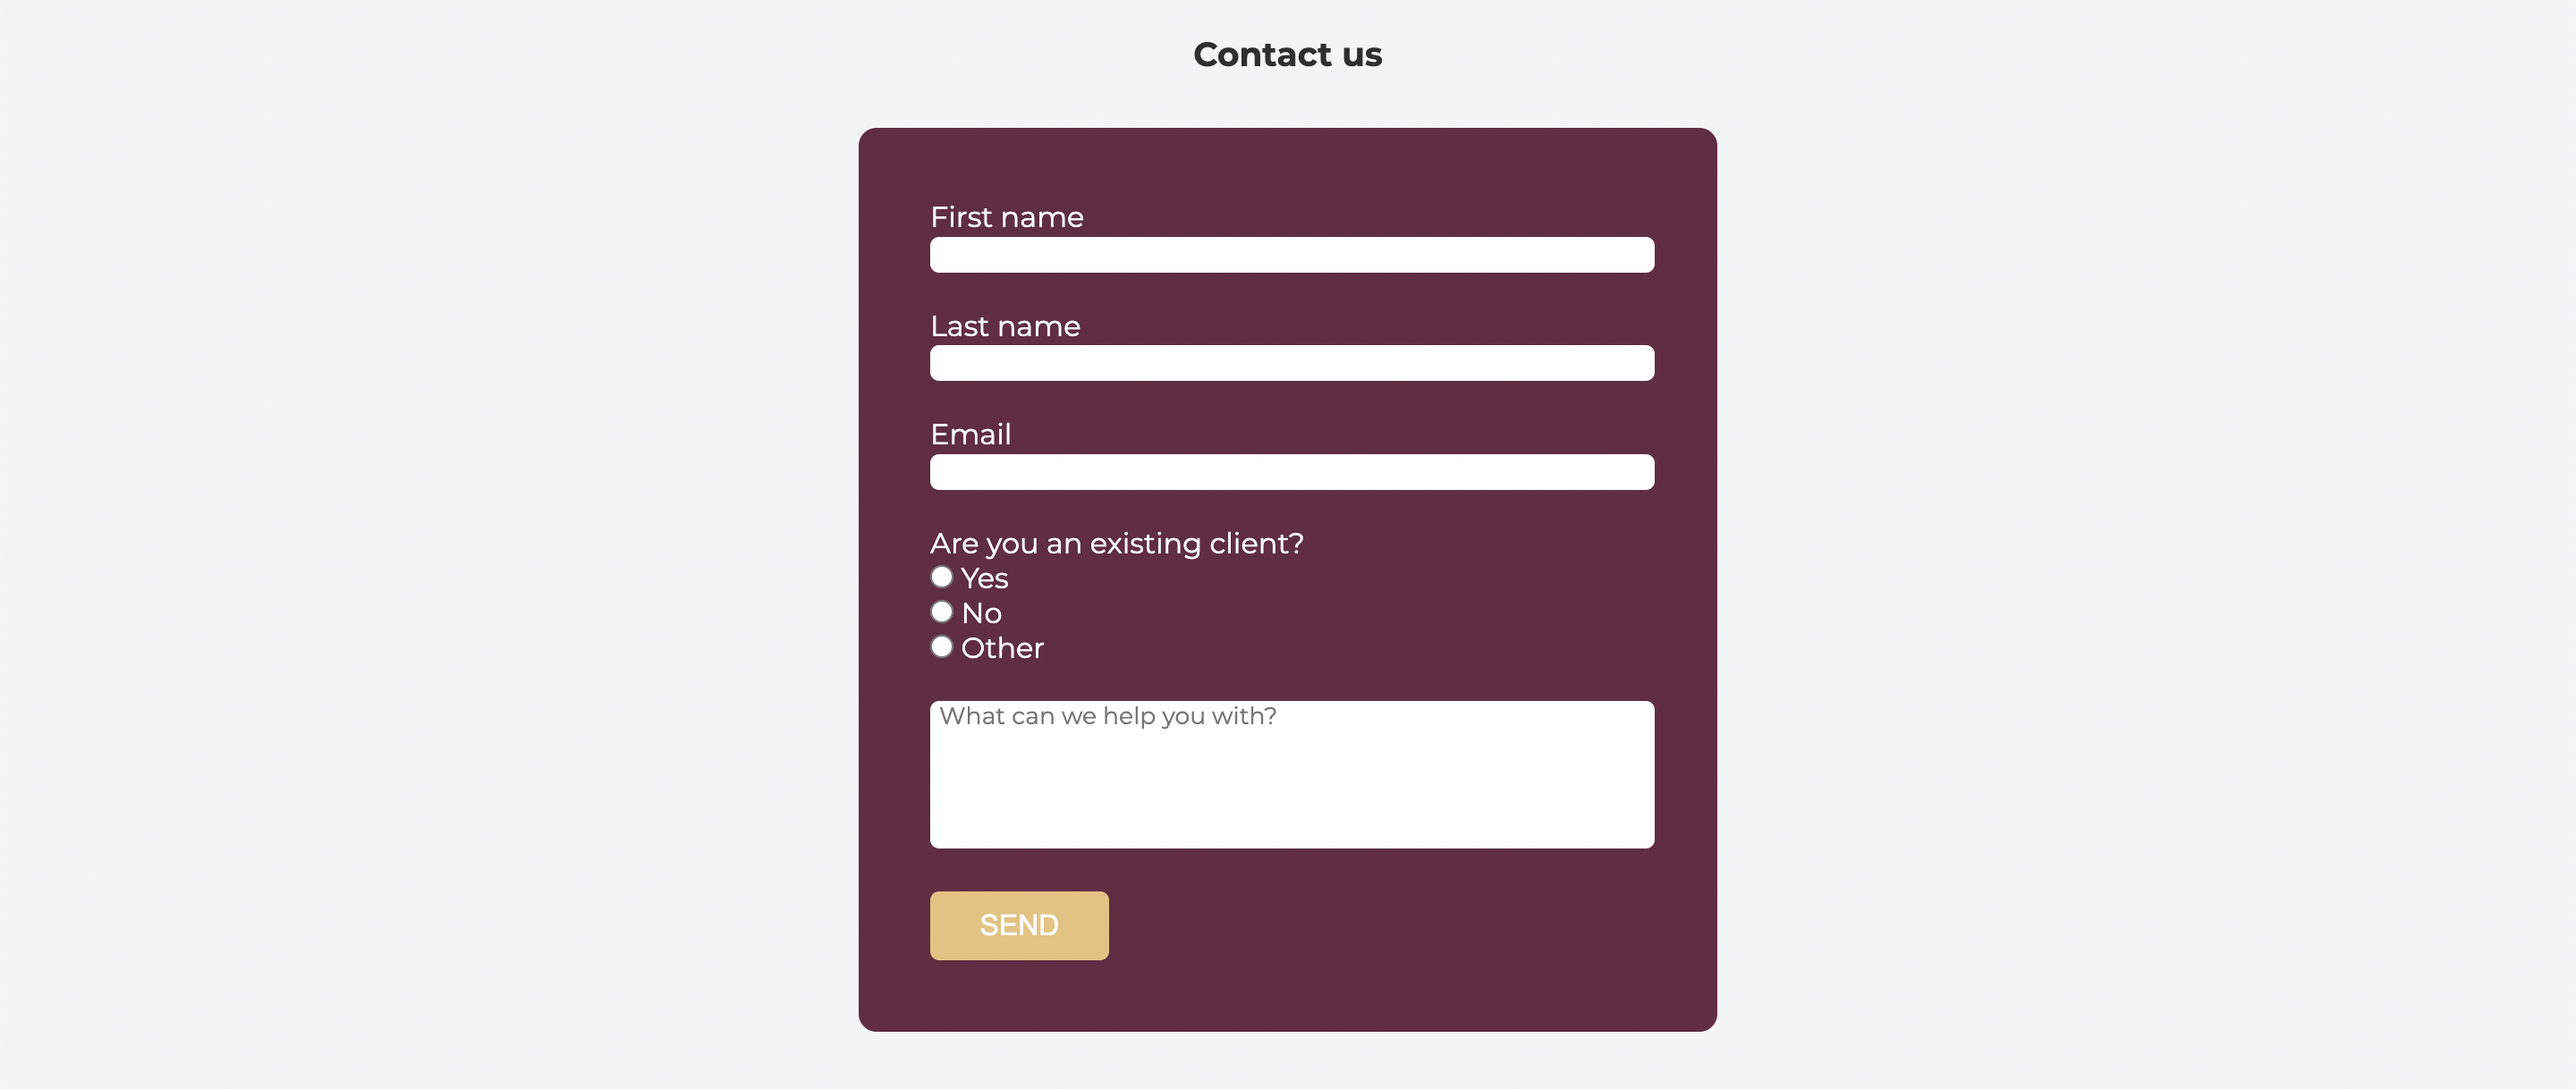 Contact us
First name
Last name
Email
Are you an existing client?
Yes
No
Other
What can we help you with?
SEND